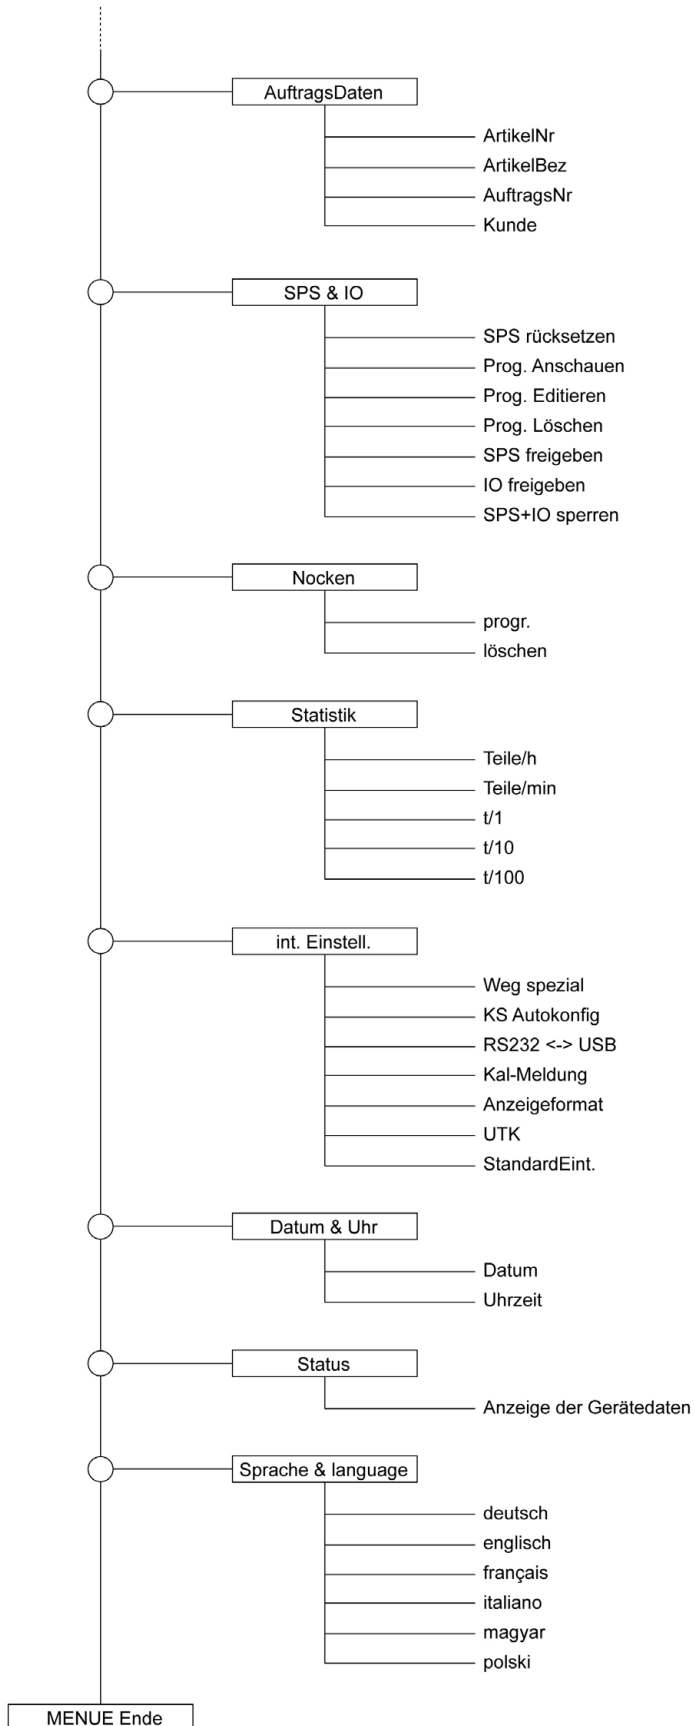 AuftragsDaten
ArtikelNr
ArtikelBez
AuftragsNr
Kunde
SPS & IO
SPS rücksetzen
Prog. Anschauen
Prog. Editieren
Prog. Löschen
SPS freigeben
IO freigeben
SPS+IO sperren
Nocken
progr.
löschen
Statistik
Teile/h
Teile/min
t/1
t/10
t/100
int. Einstell.
Weg spezial
KS Autokonfig
RS232 <-> USB
Kal-Meldung
Anzeigeformat
UTK
StandardEint.
Datum & Uhr
Datum
Uhrzeit
Status
Anzeige der Gerätedaten
Sprache & language
deutsch
englisch
français
italiano
magyar
polski
MENUE Ende